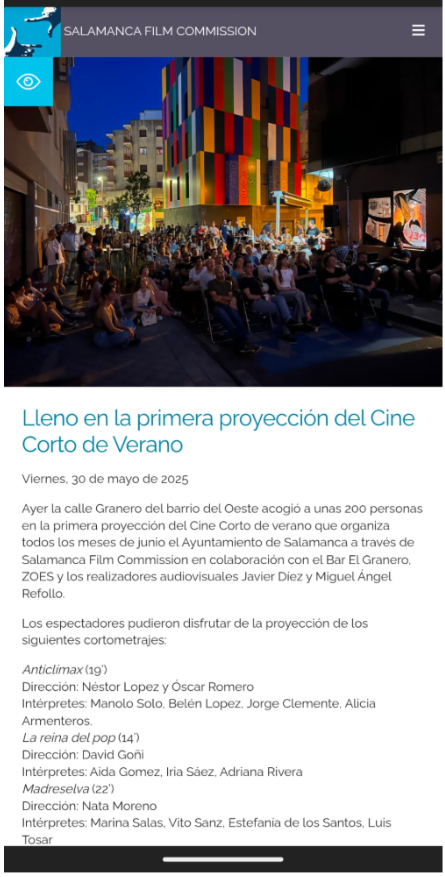 SALAMANCA FILM COMMISSION
Lleno en la primera proyección del Cine
Corto de Verano
Viernes, 30 de mayo de 2025
Ayer la calle Granero del barrio del Oeste acogió a unas 200 personas
en la primera proyección del Cine Corto de verano que organiza
todos los meses de junio el Ayuntamiento de Salamanca a través de
Salamanca Film Commission en colaboración con el Bar El Granero,
ZOES y los realizadores audiovisuales Javier Díez y Miguel Ángel
Refollo.
Los espectadores pudieron disfrutar de la proyección de los
siguientes cortometrajes:
Anticlímax (19')
Dirección: Néstor Lopez y Óscar Romero
Intérpretes: Manolo Solo, Belén Lopez, Jorge Clemente, Alicia
Armenteros.
La reina del pop (14')
Dirección: David Goñi
Intérpretes: Aida Gomez, Iria Sáez, Adriana Rivera
Madreselva (22')
Dirección: Nata Moreno
Intérpretes: Marina Salas, Vito Sanz, Estefanía de los Santos, Luis
Tosar